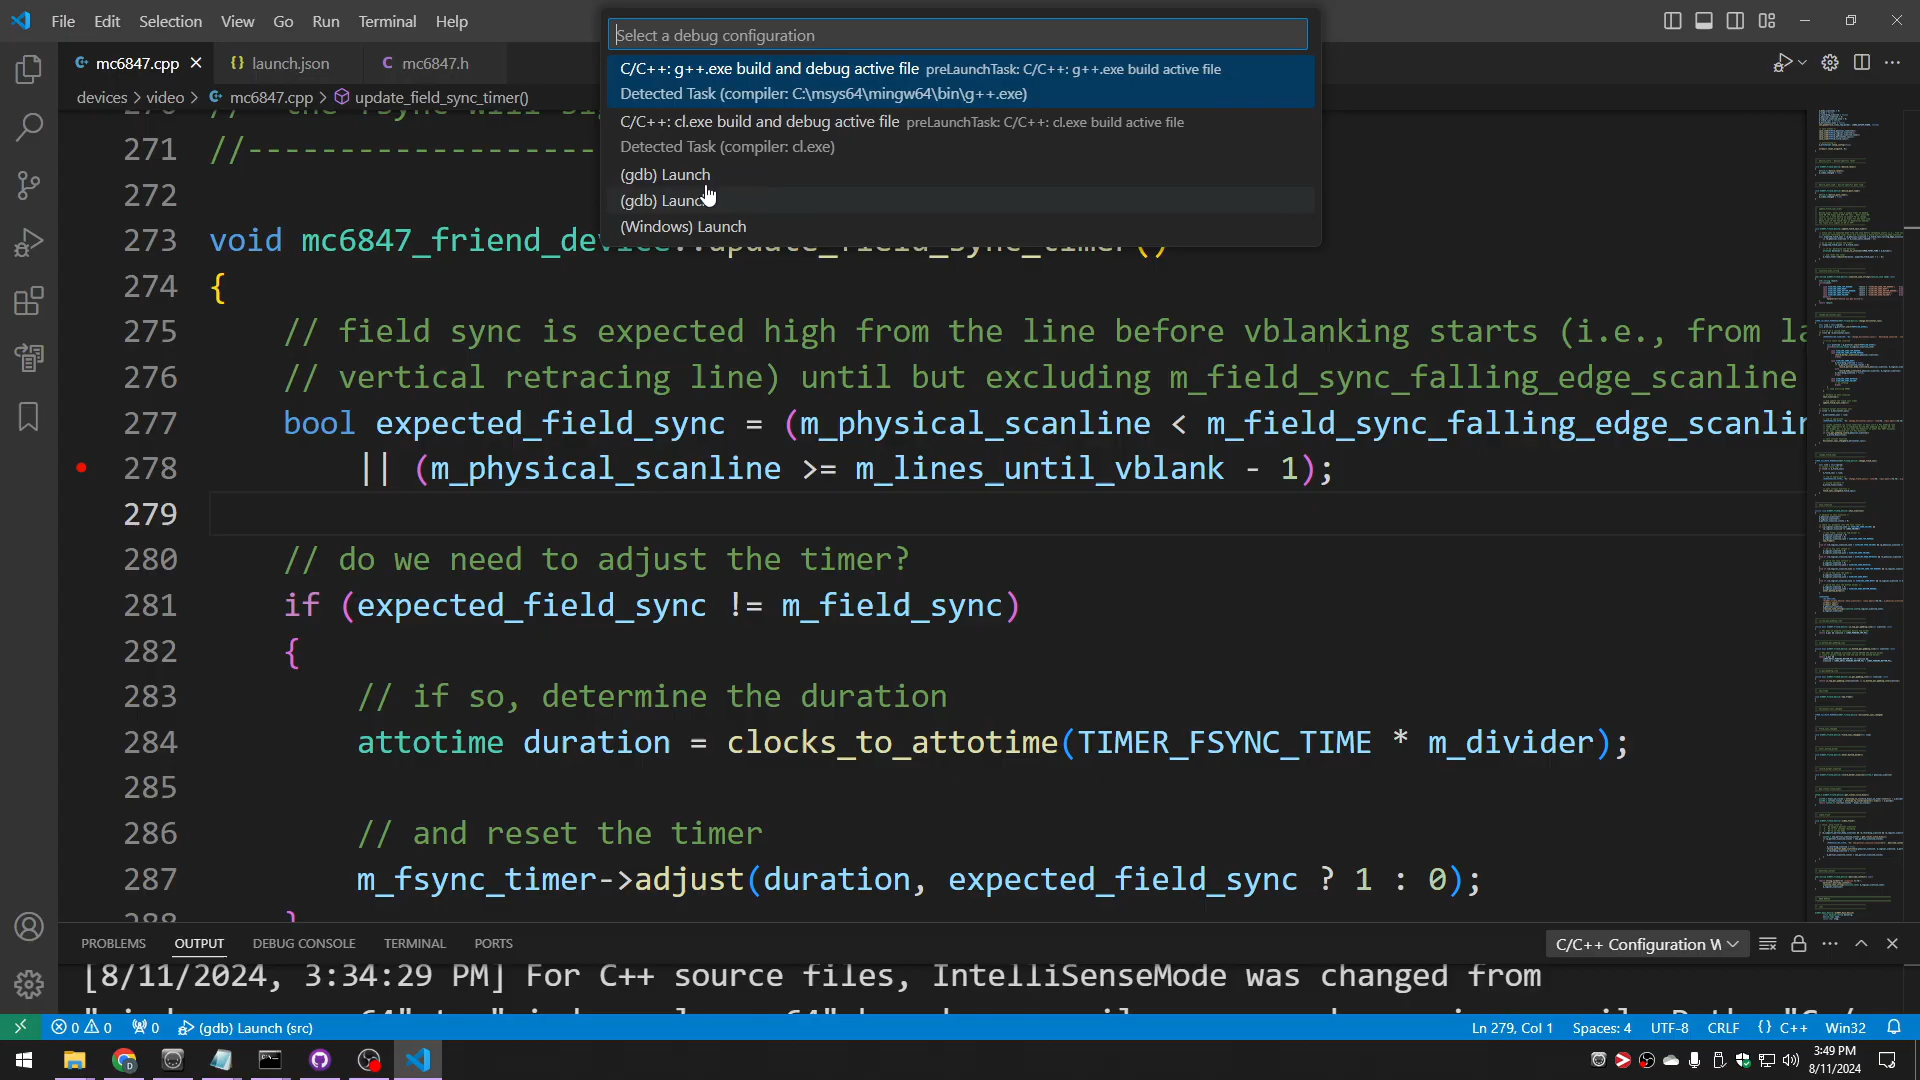 File Edit Selection View Go Run Terminal Help
Select a debug configuration
C/C++: g++.exe build and debug active file preLaunchTask: C/C++: g++.exe build active file
Detected Task (compiler: C:\msys64\mingw64\bin\g++.exe)
C/C++: cl.exe build and debug active file preLaunchTask: C/C++: cl.exe build active file
Detected Task (compiler: cl.exe)
(gdb) Launch
(gdb) Launch
(Windows) Launch
mc6847.cpp launch.json mc6847.h
devices > video > mc6847.cpp > update_field_sync_timer()
271 //-------------------
272
273 void mc6847_friend_de update_field_sync_timer()
274 {
275 // field sync is expected high from the line before vblanking starts (i.e., from la
276 // vertical retracing line) until but excluding m_field_sync_falling_edge_scanline
277 bool expected_field_sync = (m_physical_scanline < m_field_sync_falling_edge_scanlin
278 || (m_physical_scanline >= m_lines_until_vblank - 1);
279
280 // do we need to adjust the timer?
281 if (expected_field_sync != m_field_sync)
282 {
283 // if so, determine the duration
284 attotime duration = clocks_to_attotime(TIMER_FSYNC_TIME * m_divider);
285
286 // and reset the timer
287 m_fsync_timer->adjust(duration, expected_field_sync ? 1 : 0);
288 }
PROBLEMS OUTPUT DEBUG CONSOLE TERMINAL PORTS
C/C++ Configuration W
[8/11/2024, 3:34:29 PM] For C++ source files, IntelliSenseMode was changed from
0 0 0 (gdb) Launch (src)
Ln 279, Col 1 Spaces: 4 UTF-8 CRLF {} C++ Win32
3:49 PM
8/11/2024